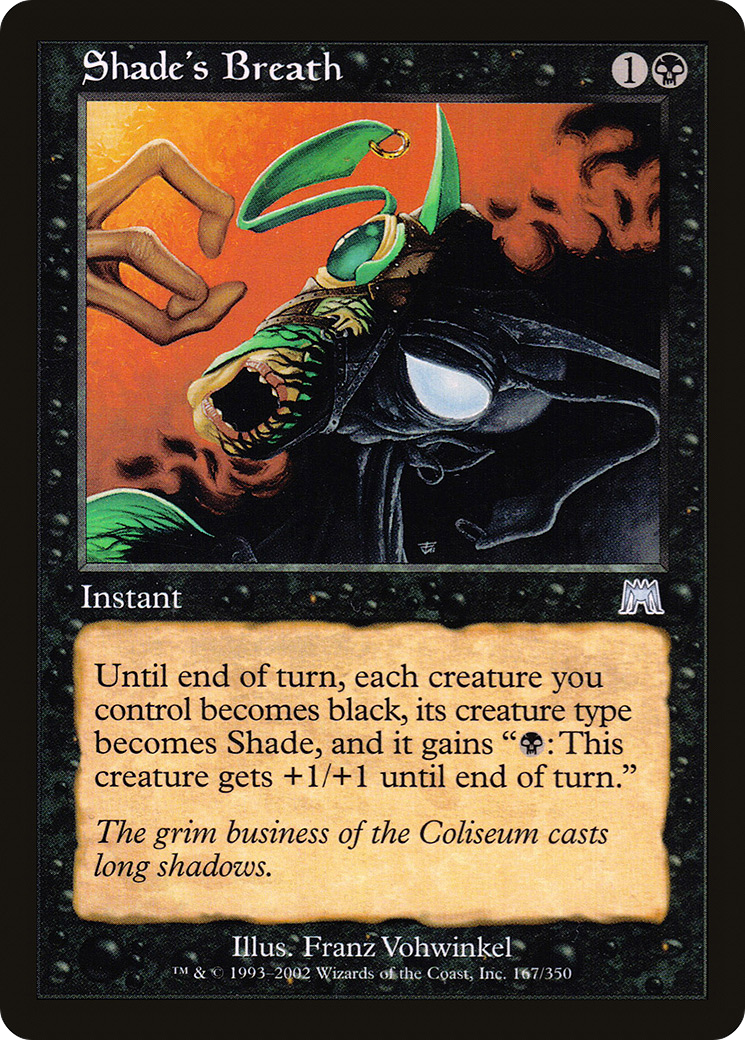 Shade's Breath 1
Instant
Until end of turn, each creature you
control becomes black, its creature type
becomes Shade, and it gains “ : This
creature gets +1/+1 until end of turn.”
The grim business of the Coliseum casts
long shadows.
Illus. Franz Vohwinkel
™ & © 1993–2002 Wizards of the Coast, Inc. 167/350